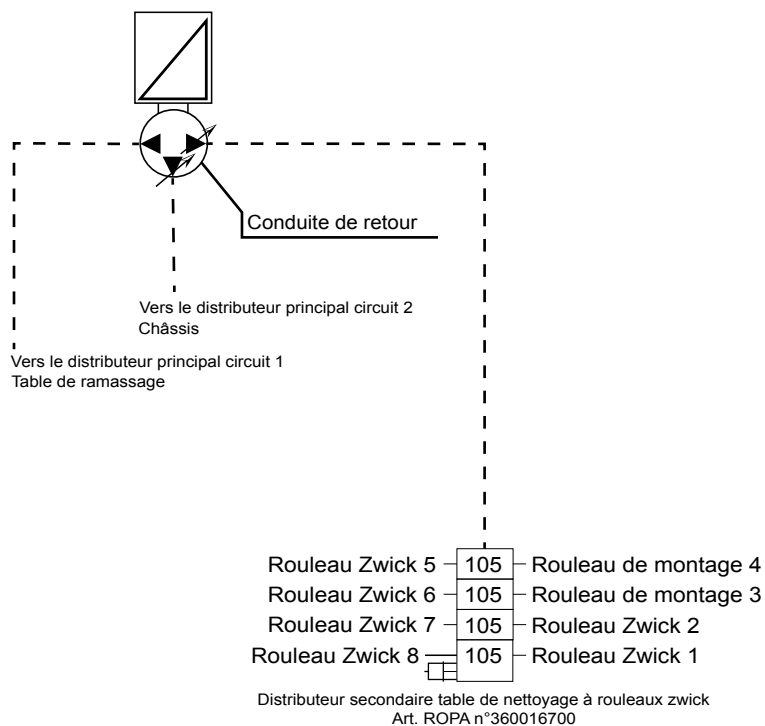 Conduite de retour
Vers le distributeur principal circuit 2
Châssis
Vers le distributeur principal circuit 1
Table de ramassage
Rouleau Zwick 5 105 Rouleau de montage 4
Rouleau Zwick 6 105 Rouleau de montage 3
Rouleau Zwick 7 105 Rouleau Zwick 2
Rouleau Zwick 8 105 Rouleau Zwick 1
Distributeur secondaire table de nettoyage à rouleaux zwick
Art. ROPA n°360016700